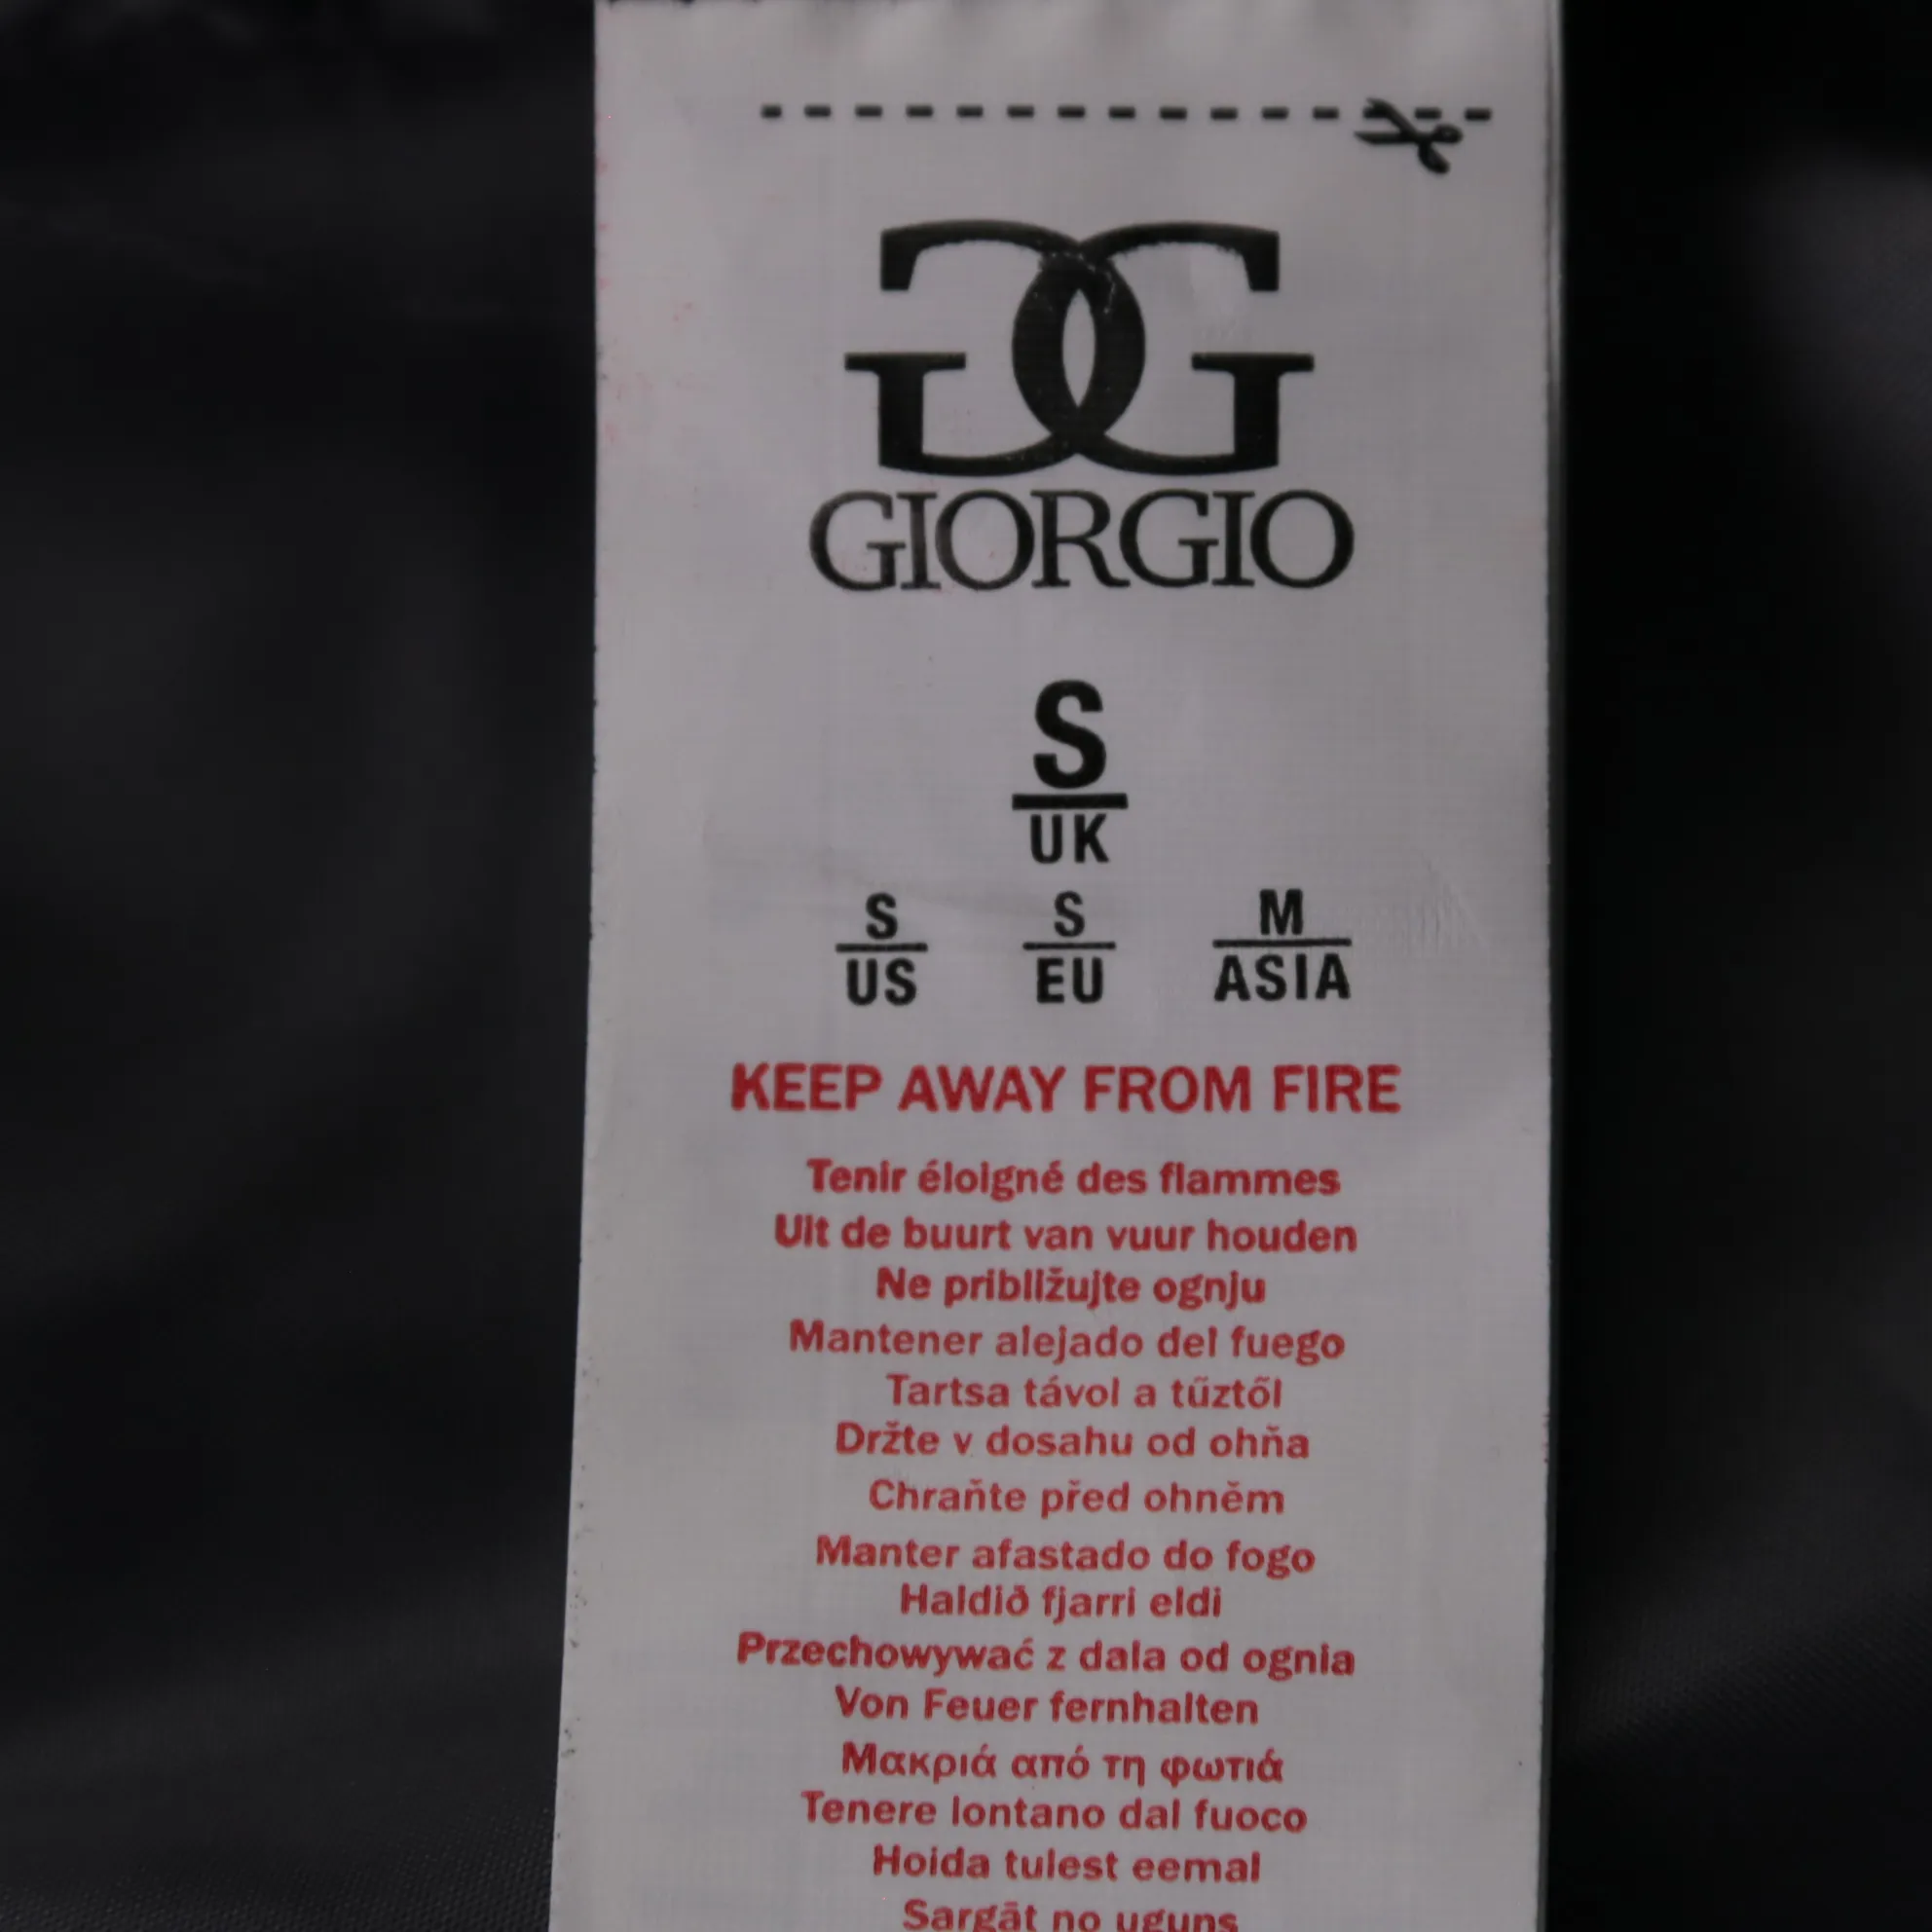 GG
GIORGIO
S
UK
S S M
US EU ASIA
KEEP AWAY FROM FIRE
Tenir éloigné des flammes
Uit de buurt van vuur houden
Ne približujte ognju
Mantener alejado del fuego
Tartsa távol a tűztől
Držte v dosahu od ohňa
Chraňte před ohněm
Manter afastado do fogo
Haldið fjarri eldi
Przechowywać z dala od ognia
Von Feuer fernhalten
Μακριά από τη φωτιά
Tenere lontano dal fuoco
Hoida tulest eemal
Sargāt no uguns